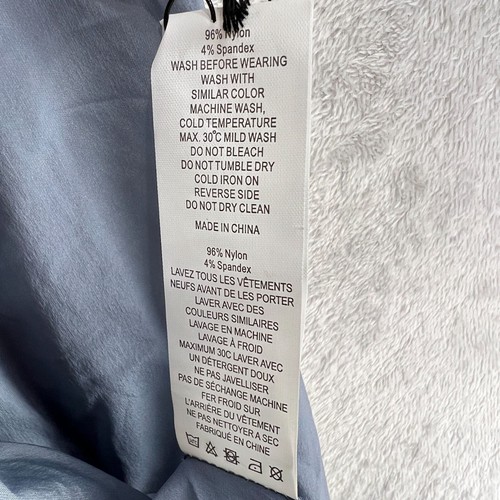 96% Nylon
4% Spandex
WASH BEFORE WEARING
WASH WITH
SIMILAR COLOR
MACHINE WASH,
COLD TEMPERATURE
MAX. 30°C MILD WASH
DO NOT BLEACH
DO NOT TUMBLE DRY
COLD IRON ON
REVERSE SIDE
DO NOT DRY CLEAN
MADE IN CHINA
96% Nylon
4% Spandex
LAVEZ TOUS LES VÊTEMENTS
NEUFS AVANT DE LES PORTER
LAVER AVEC DES
COULEURS SIMILAIRES
LAVAGE EN MACHINE
LAVAGE À FROID
MAXIMUM 30C LAVER AVEC
UN DÉTERGENT DOUX
NE PAS JAVELLISER
PAS DE SÉCHANGE MACHINE
FER FROID SUR
L'ARRIÈRE DU VÊTEMENT
NE PAS NETTOYER A SEC
FABRIQUÉ EN CHINE